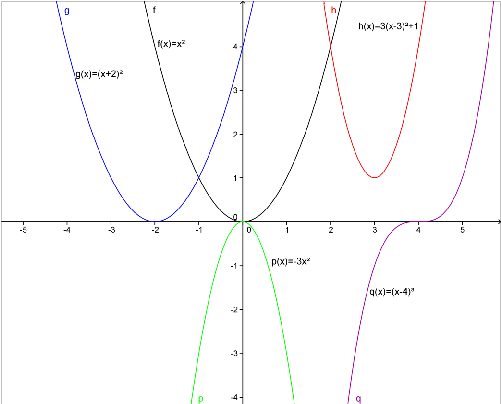 g
f
h
f(x)=x²
h(x)=3(x-3)²+1
g(x)=(x+2)²
4
3
2
1
0
-5
-4
-3
-2
-1
0
1
2
3
4
5
-1
p(x)=-3x²
q(x)=(x-4)³
-2
-3
-4
p
q